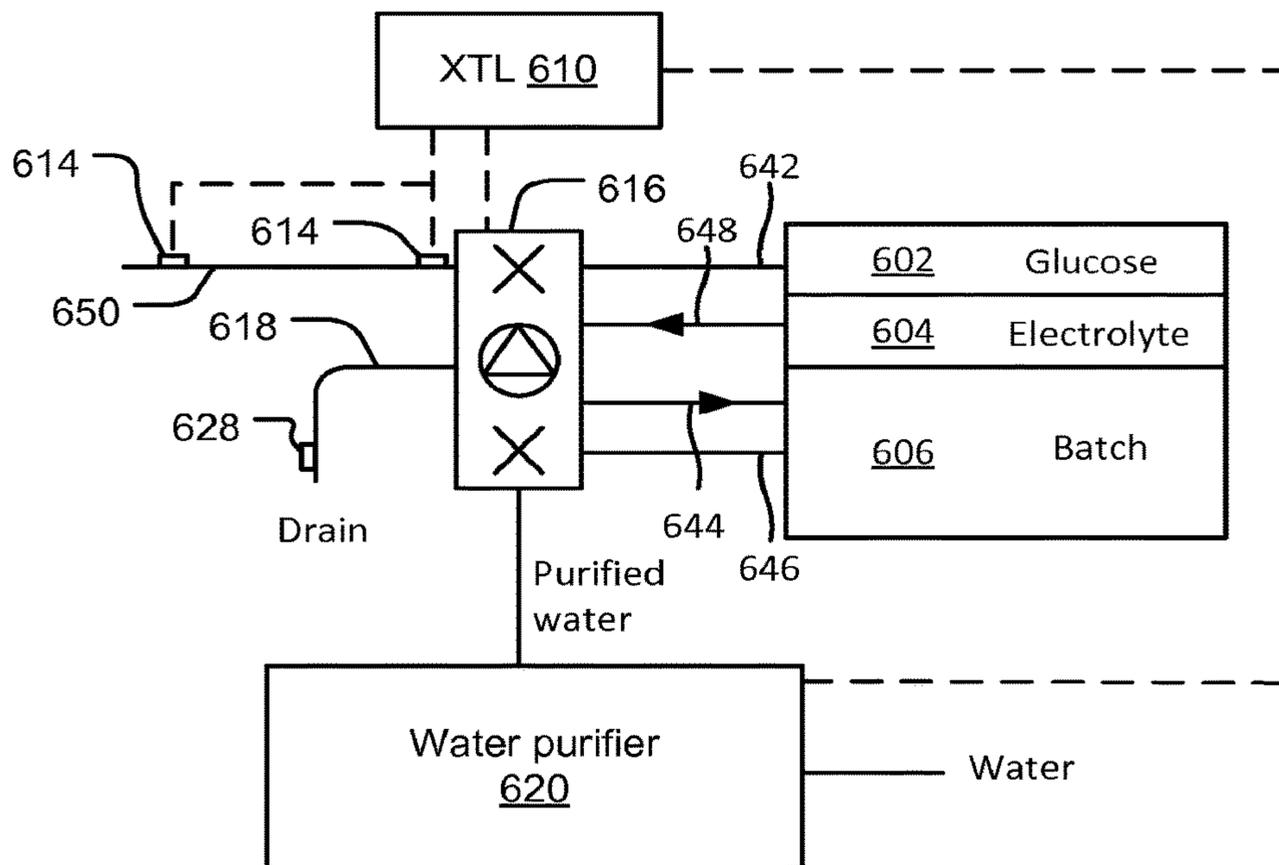 XTL 610
614
616
642
614
648
602 Glucose
650
618
604 Electrolyte
628
606 Batch
Drain
644
646
Purified
water
Water purifier
620
Water